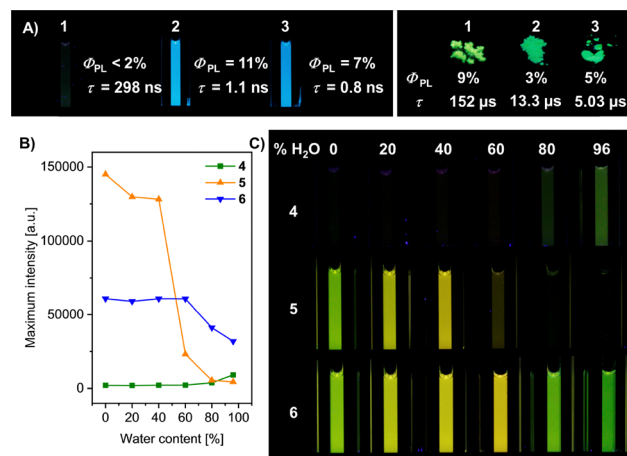 A)
1 2 3
ΦPL < 2% ΦPL = 11% ΦPL = 7%
τ = 298 ns τ = 1.1 ns τ = 0.8 ns
1 2 3
ΦPL 9% 3% 5%
τ 152 µs 13.3 µs 5.03 µs
B)
150000
100000
50000
0
Maximum intensity [a.u.]
4
5
6
0 20 40 60 80 100
Water content [%]
C)
% H2O 0 20 40 60 80 96
4
5
6